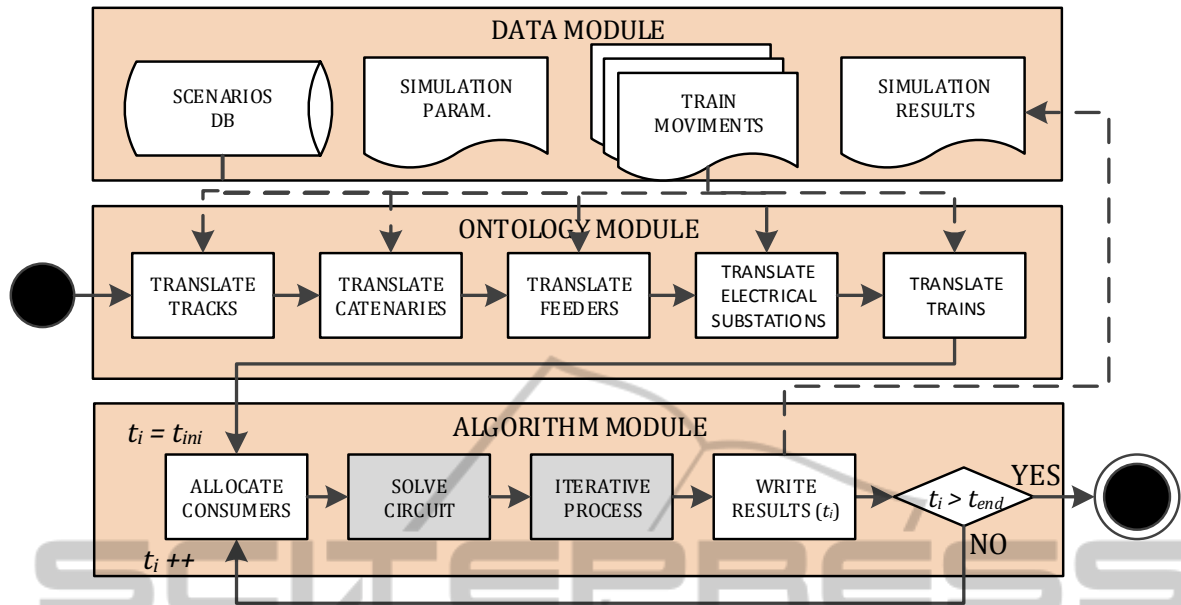 DATA MODULE
SCENARIOS
DB
SIMULATION
PARAM.
TRAIN
MOVIMENTS
SIMULATION
RESULTS
ONTOLOGY MODULE
TRANSLATE
TRACKS
TRANSLATE
CATENARIES
TRANSLATE
FEEDERS
TRANSLATE
ELECTRICAL
SUBSTATIONS
TRANSLATE
TRAINS
ALGORITHM MODULE
ti = tini
ALLOCATE
CONSUMERS
SOLVE
CIRCUIT
ITERATIVE
PROCESS
WRITE
RESULTS (ti)
ti > tend
YES
NO
ti ++
SCITEPRESS